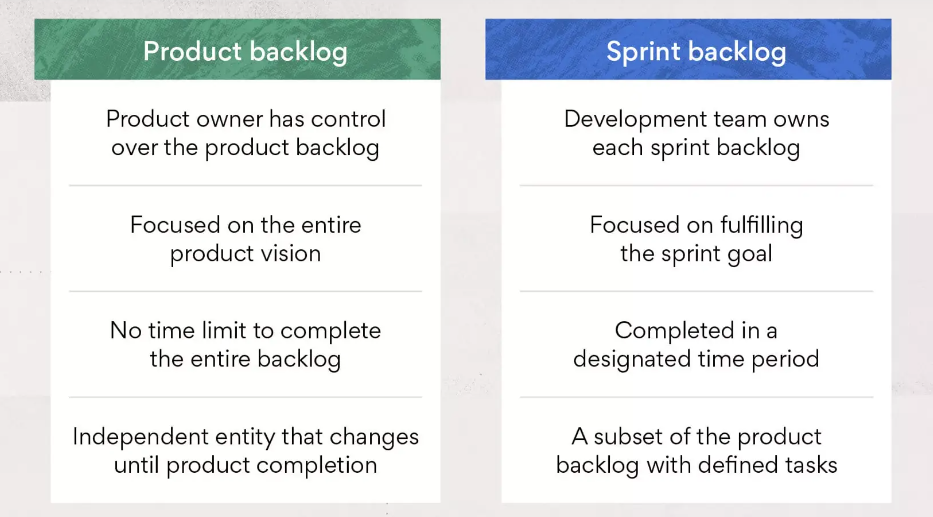 Product backlog
Product owner has control
over the product backlog
Focused on the entire
product vision
No time limit to complete
the entire backlog
Independent entity that changes
until product completion
Sprint backlog
Development team owns
each sprint backlog
Focused on fulfilling
the sprint goal
Completed in a
designated time period
A subset of the product
backlog with defined tasks